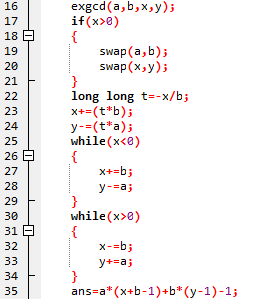 16 exgcd(a,b,x,y);
17 if(x>0)
18 {
19 swap(a,b);
20 swap(x,y);
21 }
22 long long t=-x/b;
23 x+=(t*b);
24 y-=(t*a);
25 while(x<0)
26 {
27 x+=b;
28 y-=a;
29 }
30 while(x>0)
31 {
32 x-=b;
33 y+=a;
34 }
35 ans=a*(x+b-1)+b*(y-1)-1;